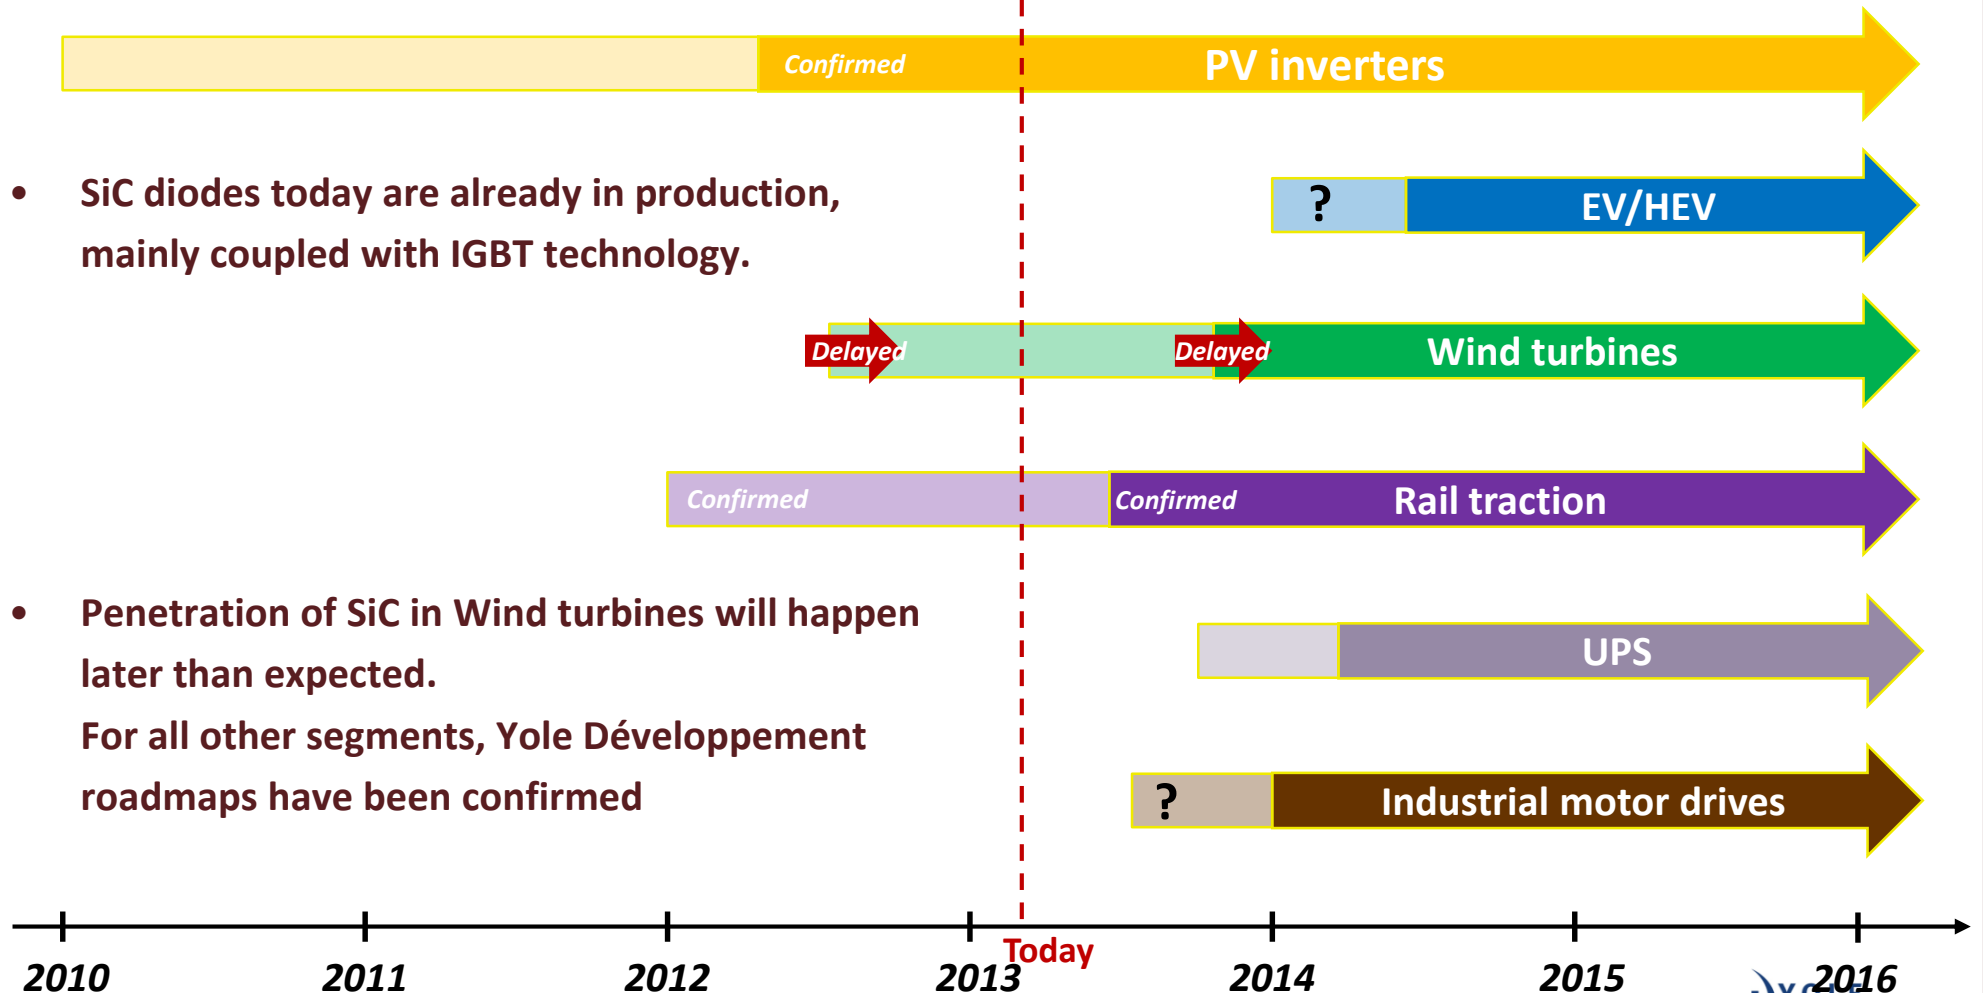 Confirmed PV inverters
• SiC diodes today are already in production,
mainly coupled with IGBT technology.
? EV/HEV
Delayed Delayed Wind turbines
Confirmed Confirmed Rail traction
• Penetration of SiC in Wind turbines will happen
later than expected.
For all other segments, Yole Développement
roadmaps have been confirmed
UPS
? Industrial motor drives
Today
2010 2011 2012 2013 2014 2015 2016